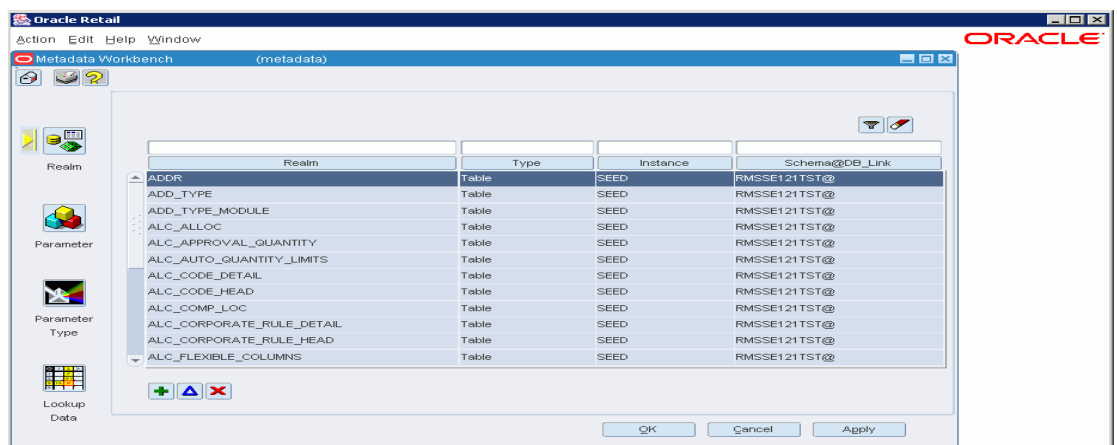 Oracle Retail
Action Edit Help Window
ORACLE
Metadata Workbench (metadata)
Realm
Parameter
Parameter
Type
Lookup
Data
Realm Type Instance Schema@DB_Link
ADDR Table SEED RMSSE121TST@
ADD_TYPE Table SEED RMSSE121TST@
ADD_TYPE_MODULE Table SEED RMSSE121TST@
ALC_ALLOC Table SEED RMSSE121TST@
ALC_APPROVAL_QUANTITY Table SEED RMSSE121TST@
ALC_AUTO_QUANTITY_LIMITS Table SEED RMSSE121TST@
ALC_CODE_DETAIL Table SEED RMSSE121TST@
ALC_CODE_HEAD Table SEED RMSSE121TST@
ALC_COMP_LOC Table SEED RMSSE121TST@
ALC_CORPORATE_RULE_DETAIL Table SEED RMSSE121TST@
ALC_CORPORATE_RULE_HEAD Table SEED RMSSE121TST@
ALC_FLEXIBLE_COLUMNS Table SEED RMSSE121TST@
OK Cancel Apply